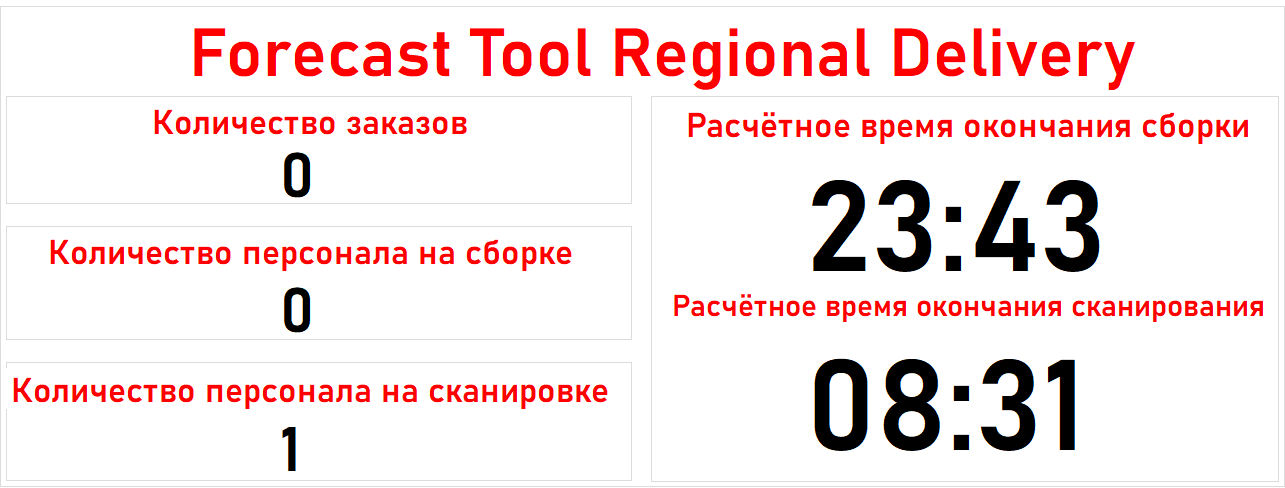 Forecast Tool Regional Delivery
Количество заказов
0
Количество персонала на сборке
0
Количество персонала на сканировке
1
Расчётное время окончания сборки
23:43
Расчётное время окончания сканирования
08:31